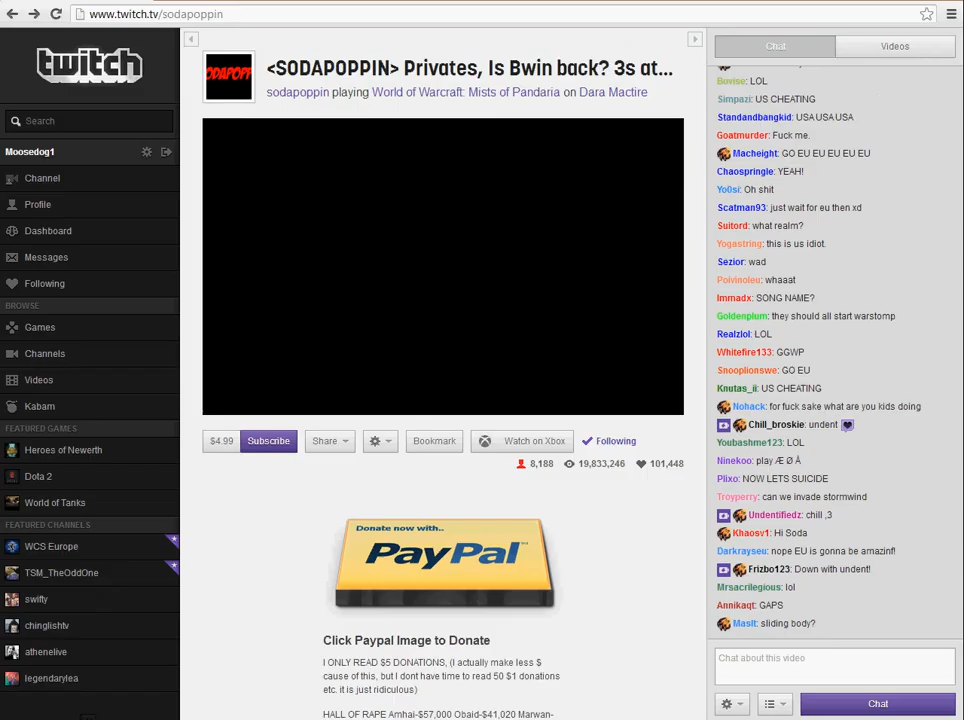 www.twitch.tv/sodapoppin
twitch
Search
Moosedog1
Channel
Profile
Dashboard
Messages
Following
BROWSE
Games
Channels
Videos
Kabam
FEATURED GAMES
Heroes of Newerth
Dota 2
World of Tanks
FEATURED CHANNELS
WCS Europe
TSM_TheOddOne
swifty
chinglishtv
athenelive
legendarylea
ODAPOPP
<SODAPOPPIN> Privates, Is Bwin back? 3s at...
sodapoppin playing World of Warcraft: Mists of Pandaria on Dara Mactire
$4.99 Subscribe Share Bookmark Watch on Xbox Following
8,188 19,833,246 101,448
Donate now with..
PayPal™
Click Paypal Image to Donate
I ONLY READ $5 DONATIONS, (I actually make less $
cause of this, but I dont have time to read 50 $1 donations
etc. it is just ridiculous)
HALL OF RAPE Amhai-$57,000 Obaid-$41,020 Marwan-
Chat Videos
Bovise: LOL
Simpazi: US CHEATING
Standandbangkid: USA USA USA
Goatmurder: Fuck me.
Macheight: GO EU EU EU EU EU
Chaospringle: YEAH!
Yo0si: Oh shit
Scatman93: just wait for eu then xd
Suitord: what realm?
Yogastring: this is us idiot.
Sezior: wad
Poivinoleu: whaaat
Immadx: SONG NAME?
Goldenplum: they should all start warstomp
Realzlol: LOL
Whitefire133: GGWP
Snooplionswe: GO EU
Knutas_ii: US CHEATING
Nohack: for fuck sake what are you kids doing
Chill_broskie: undent
Youbashme123: LOL
Ninekoo: play Æ Ø Å
Plixo: NOW LETS SUICIDE
Troyperry: can we invade stormwind
Undentifiedz: chill ,3
Khaosv1: Hi Soda
Darkrayseu: nope EU is gonna be amazinf!
Frizbo123: Down with undent!
Mrsacrilegious: lol
Annikaqt: GAPS
Maslt: sliding body?
Chat about this video
Chat